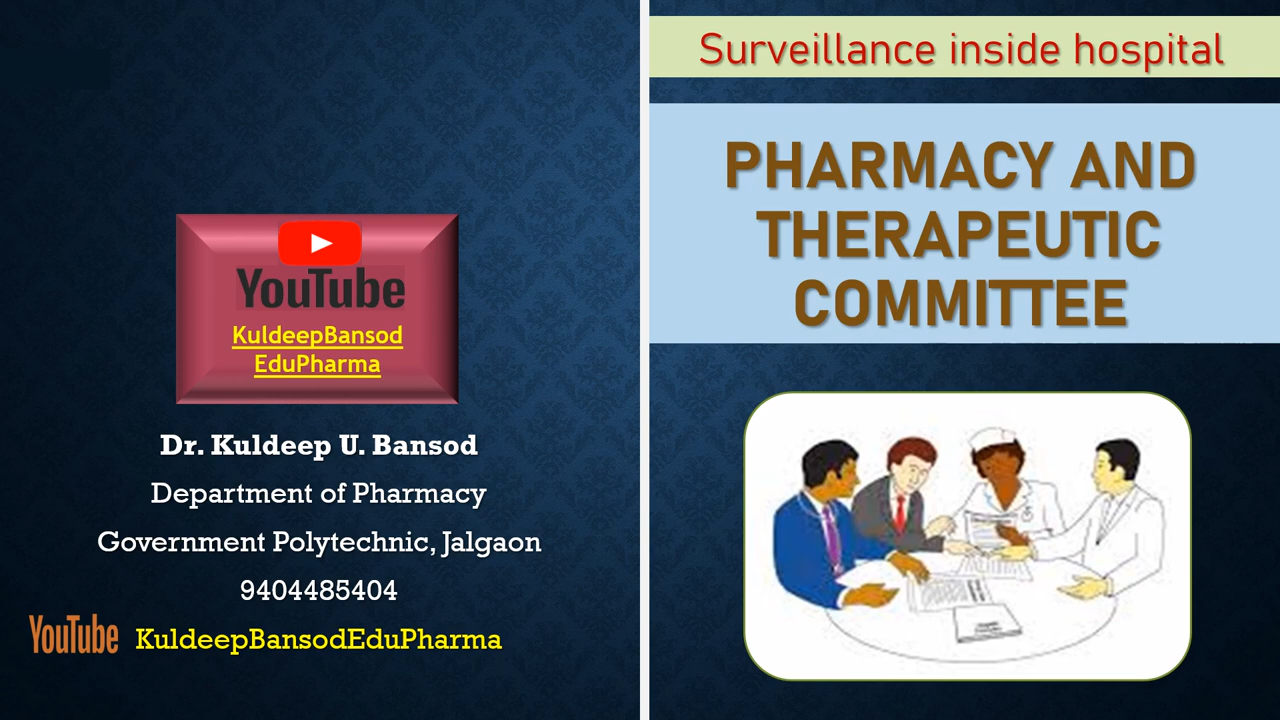 YouTube
KuldeepBansod
EduPharma
Dr. Kuldeep U. Bansod
Department of Pharmacy
Government Polytechnic, Jalgaon
9404485404
YouTube KuldeepBansodEduPharma
Surveillance inside hospital
PHARMACY AND
THERAPEUTIC
COMMITTEE